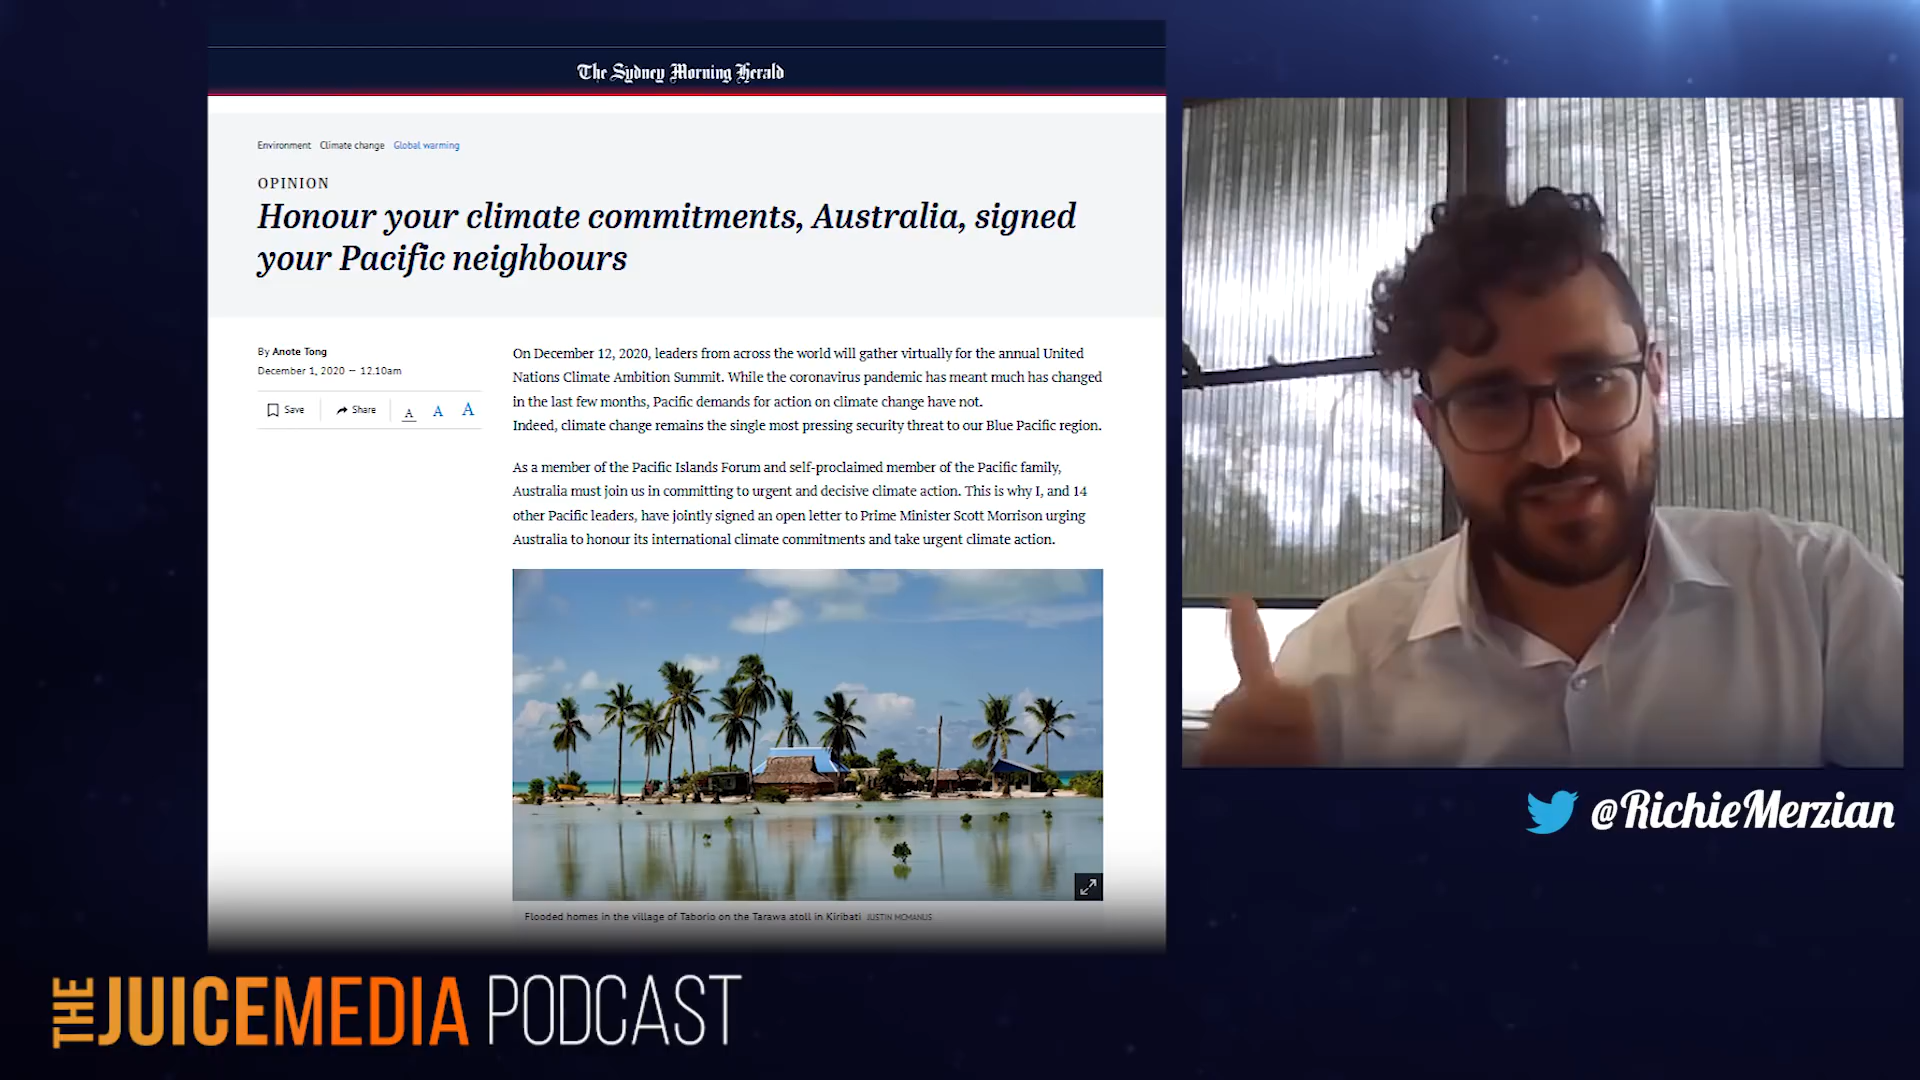 The Sydney Morning Herald
Environment Climate change Global warming
OPINION
Honour your climate commitments, Australia, signed
your Pacific neighbours
By Anote Tong
December 1, 2020 — 12.10am
Save Share A A A
On December 12, 2020, leaders from across the world will gather virtually for the annual United
Nations Climate Ambition Summit. While the coronavirus pandemic has meant much has changed
in the last few months, Pacific demands for action on climate change have not.
Indeed, climate change remains the single most pressing security threat to our Blue Pacific region.
As a member of the Pacific Islands Forum and self-proclaimed member of the Pacific family,
Australia must join us in committing to urgent and decisive climate action. This is why I, and 14
other Pacific leaders, have jointly signed an open letter to Prime Minister Scott Morrison urging
Australia to honour its international climate commitments and take urgent climate action.
Flooded homes in the village of Taborio on the Tarawa atoll in Kiribati JUSTIN MCMANUS
@RichieMerzian
THE JUICEMEDIA PODCAST